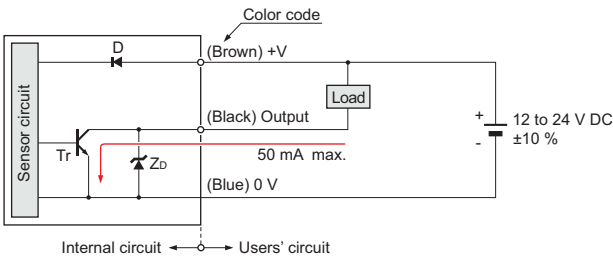 Color code
D
(Brown) +V
Sensor circuit
Load
(Black) Output
+
12 to 24 V DC
-
±10 %
Tr
ZD
50 mA max.
(Blue) 0 V
Internal circuit
Users' circuit